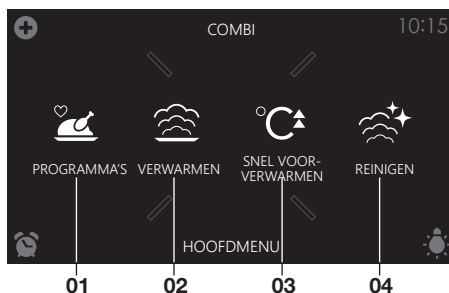 COMBI
10:15
°C
PROGRAMMA'S
VERWARMEN
SNEL VOOR-
VERWARMEN
REINIGEN
HOOFDMENU
01
02
03
04